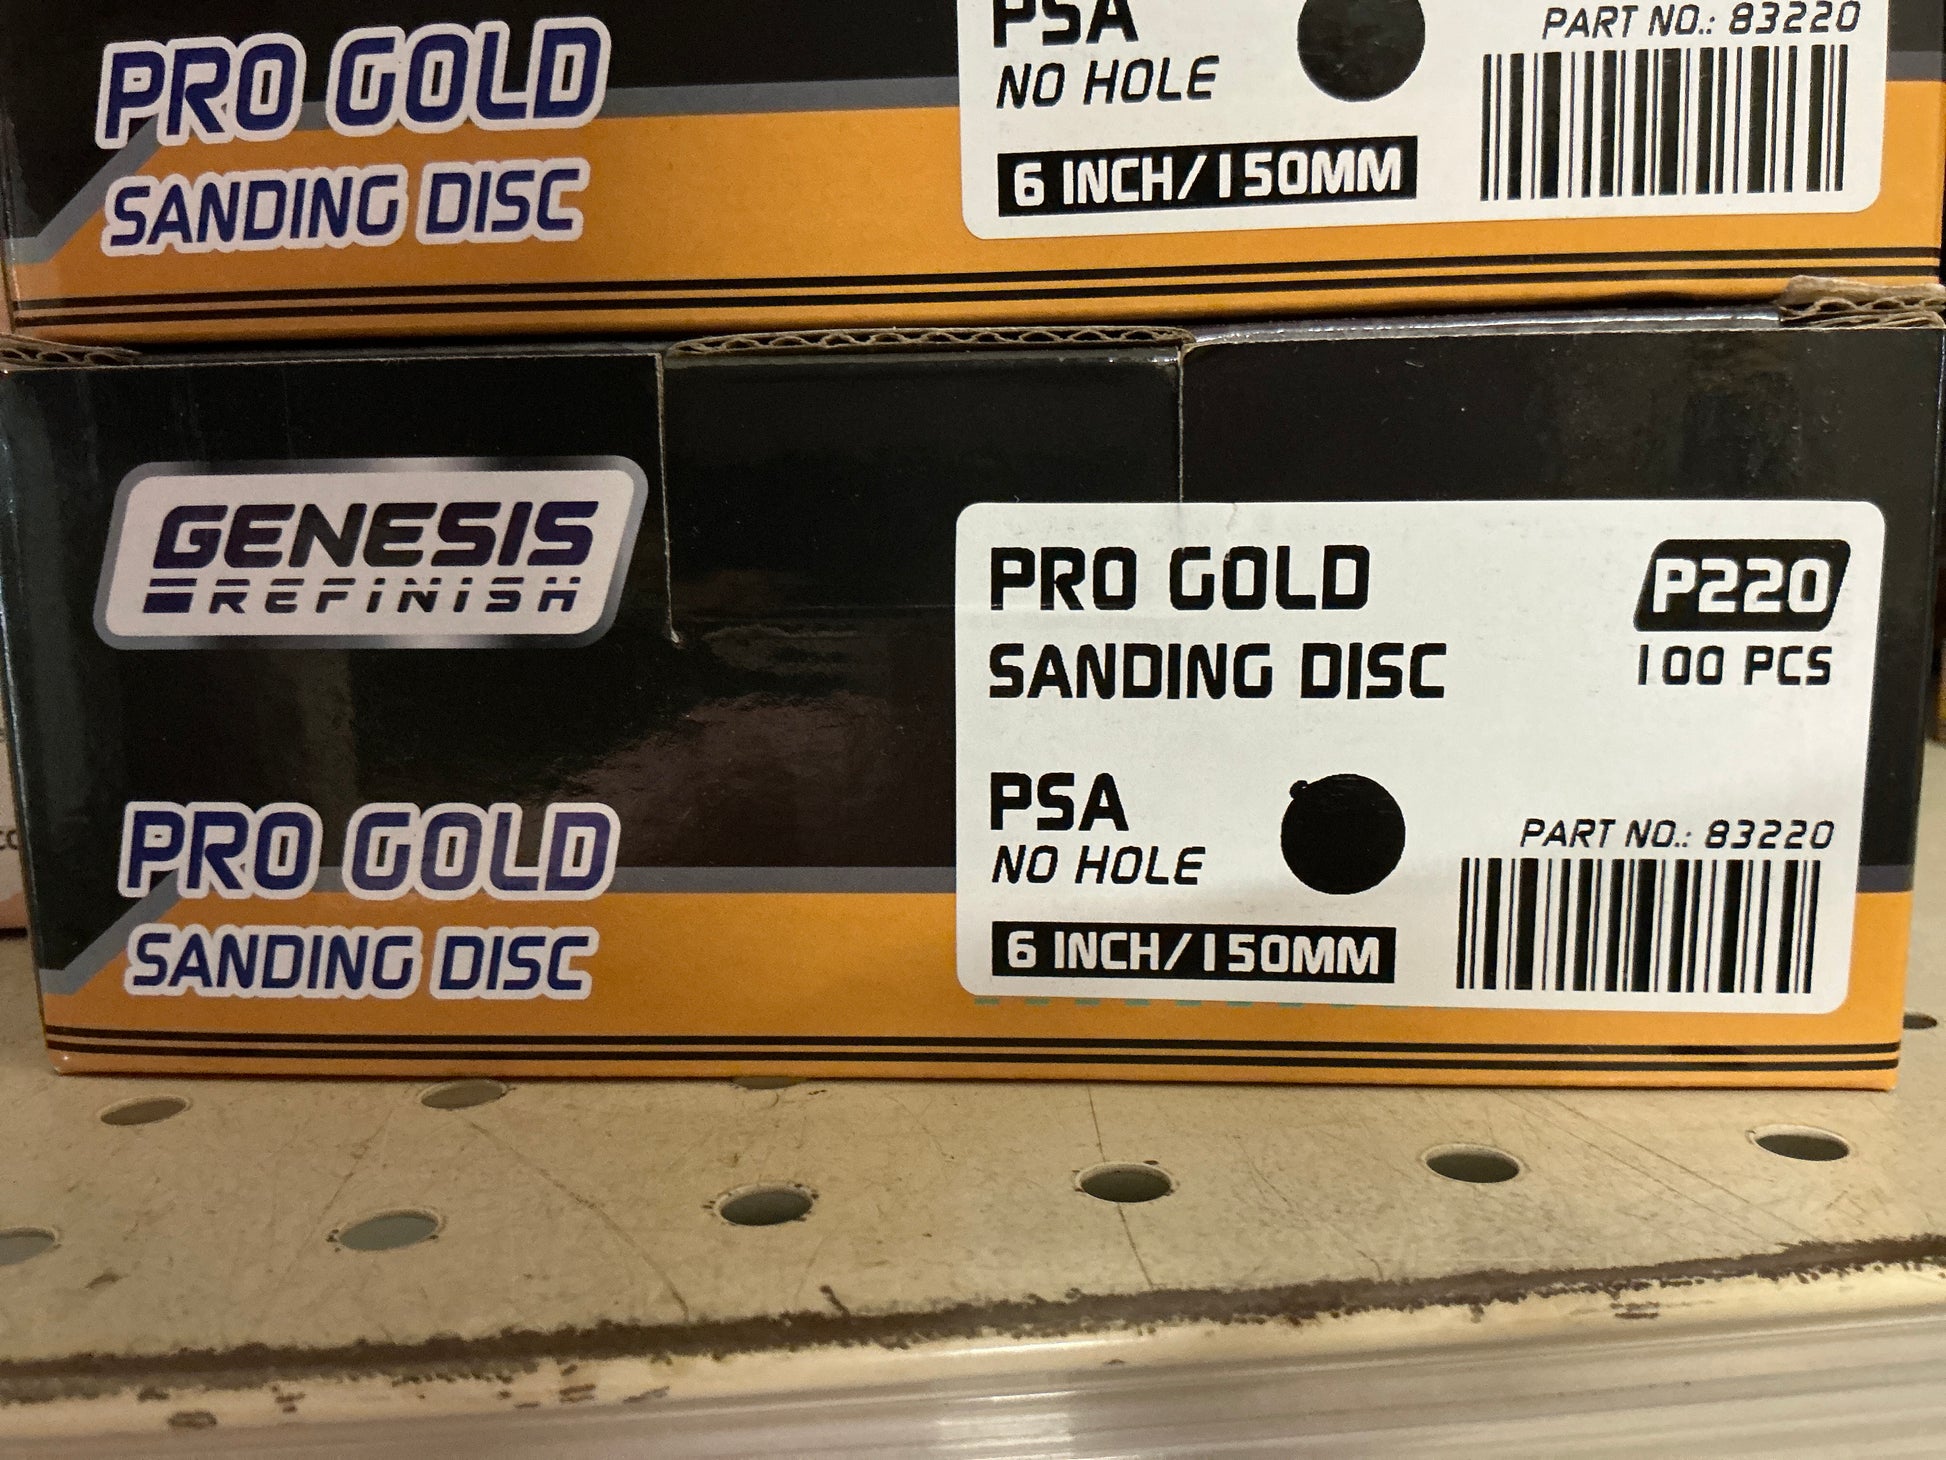 PRO GOLD
SANDING DISC
PSA
NO HOLE
6 INCH/150MM
PART NO.: 83220
GENESIS
REFINISH
PRO GOLD
SANDING DISC
PRO GOLD
SANDING DISC
P220
100 PCS
PSA
NO HOLE
6 INCH/150MM
PART NO.: 83220